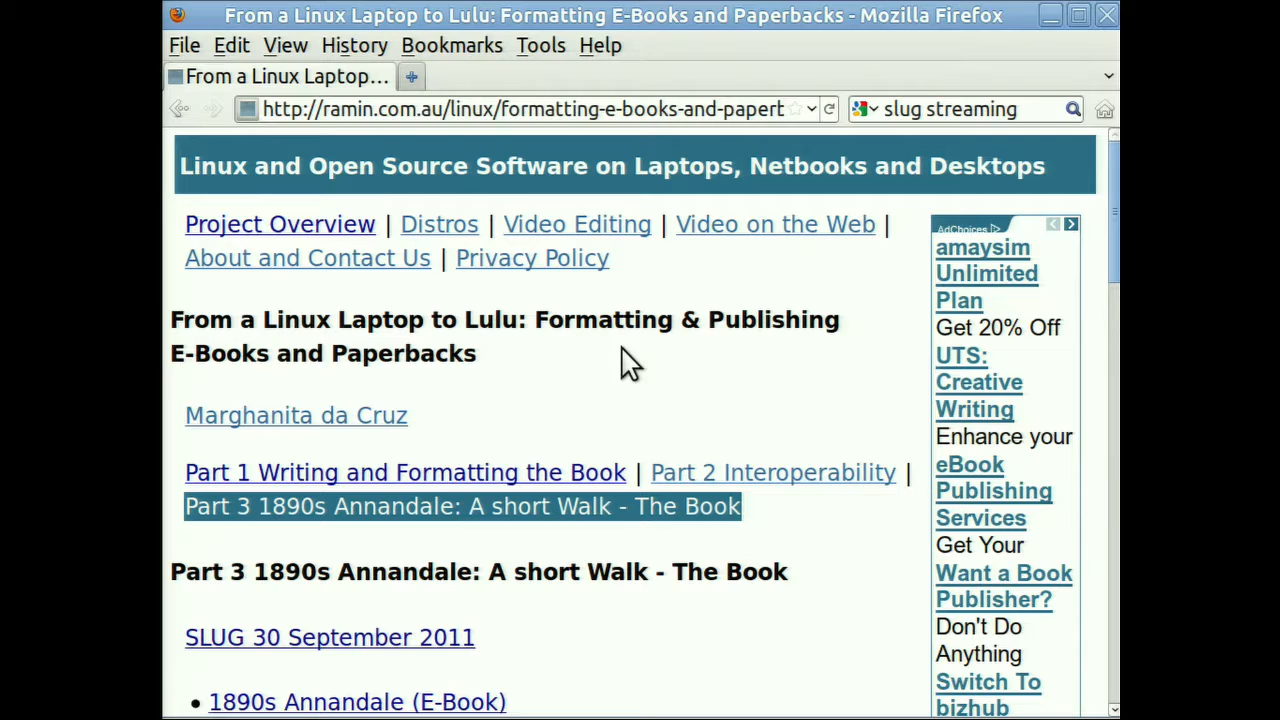 From a Linux Laptop to Lulu: Formatting E-Books and Paperbacks - Mozilla Firefox
File Edit View History Bookmarks Tools Help
From a Linux Laptop...
http://ramin.com.au/linux/formatting-e-books-and-papert
slug streaming
Linux and Open Source Software on Laptops, Netbooks and Desktops
Project Overview | Distros | Video Editing | Video on the Web |
About and Contact Us | Privacy Policy
From a Linux Laptop to Lulu: Formatting & Publishing
E-Books and Paperbacks
Marghanita da Cruz
Part 1 Writing and Formatting the Book | Part 2 Interoperability |
Part 3 1890s Annandale: A short Walk - The Book
Part 3 1890s Annandale: A short Walk - The Book
SLUG 30 September 2011
• 1890s Annandale (E-Book)
AdChoices
amaysim
Unlimited
Plan
Get 20% Off
UTS:
Creative
Writing
Enhance your
eBook
Publishing
Services
Get Your
Want a Book
Publisher?
Don't Do
Anything
Switch To
bizhub